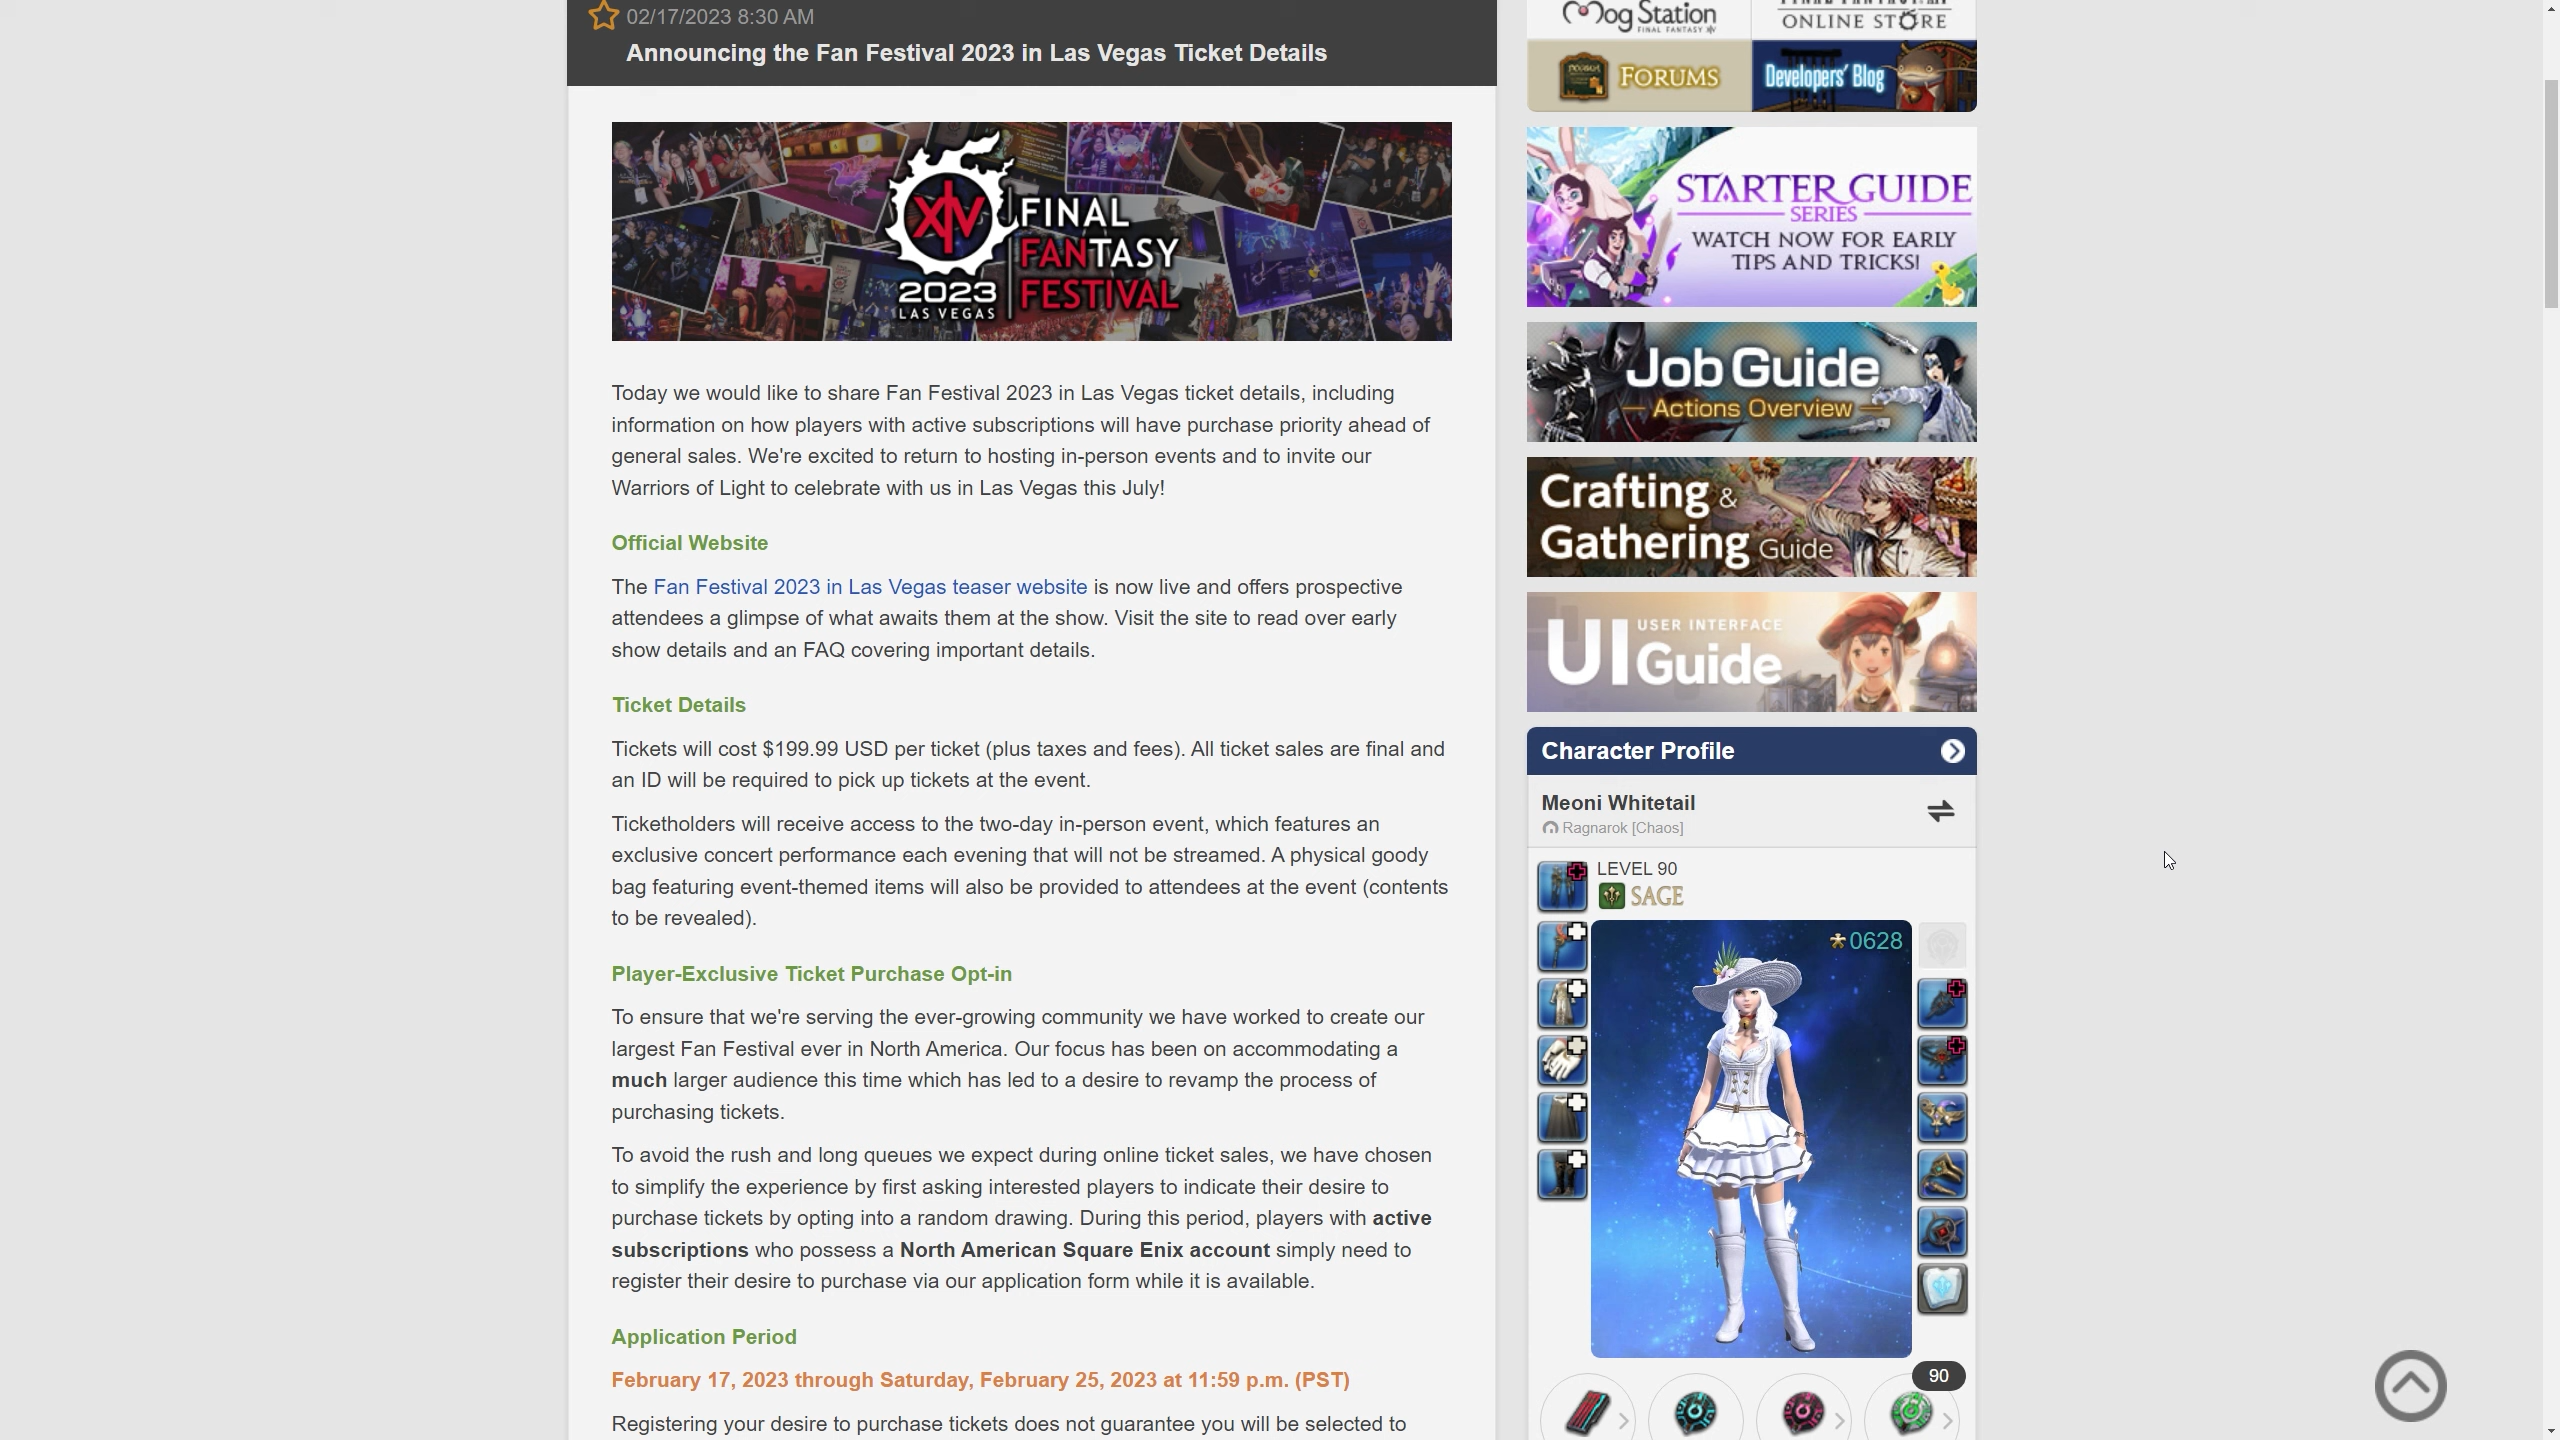 02/17/2023 8:30 AM
Announcing the Fan Festival 2023 in Las Vegas Ticket Details
XIV
FINAL
FANTASY
FESTIVAL
2023
LAS VEGAS
Today we would like to share Fan Festival 2023 in Las Vegas ticket details, including
information on how players with active subscriptions will have purchase priority ahead of
general sales. We're excited to return to hosting in-person events and to invite our
Warriors of Light to celebrate with us in Las Vegas this July!
Official Website
The Fan Festival 2023 in Las Vegas teaser website is now live and offers prospective
attendees a glimpse of what awaits them at the show. Visit the site to read over early
show details and an FAQ covering important details.
Ticket Details
Tickets will cost $199.99 USD per ticket (plus taxes and fees). All ticket sales are final and
an ID will be required to pick up tickets at the event.
Ticketholders will receive access to the two-day in-person event, which features an
exclusive concert performance each evening that will not be streamed. A physical goody
bag featuring event-themed items will also be provided to attendees at the event (contents
to be revealed).
Player-Exclusive Ticket Purchase Opt-in
To ensure that we're serving the ever-growing community we have worked to create our
largest Fan Festival ever in North America. Our focus has been on accommodating a
much larger audience this time which has led to a desire to revamp the process of
purchasing tickets.
To avoid the rush and long queues we expect during online ticket sales, we have chosen
to simplify the experience by first asking interested players to indicate their desire to
purchase tickets by opting into a random drawing. During this period, players with active
subscriptions who possess a North American Square Enix account simply need to
register their desire to purchase via our application form while it is available.
Application Period
February 17, 2023 through Saturday, February 25, 2023 at 11:59 p.m. (PST)
Registering your desire to purchase tickets does not guarantee you will be selected to
Mog Station
FINAL FANTASY XIV
ONLINE STORE
FORUMS
Developers' Blog
STARTER GUIDE
SERIES
WATCH NOW FOR EARLY
TIPS AND TRICKS!
Job Guide
Actions Overview
Crafting &
Gathering Guide
UI USER INTERFACE
Guide
Character Profile
Meoni Whitetail
Ragnarok [Chaos]
LEVEL 90
SAGE
0628
90